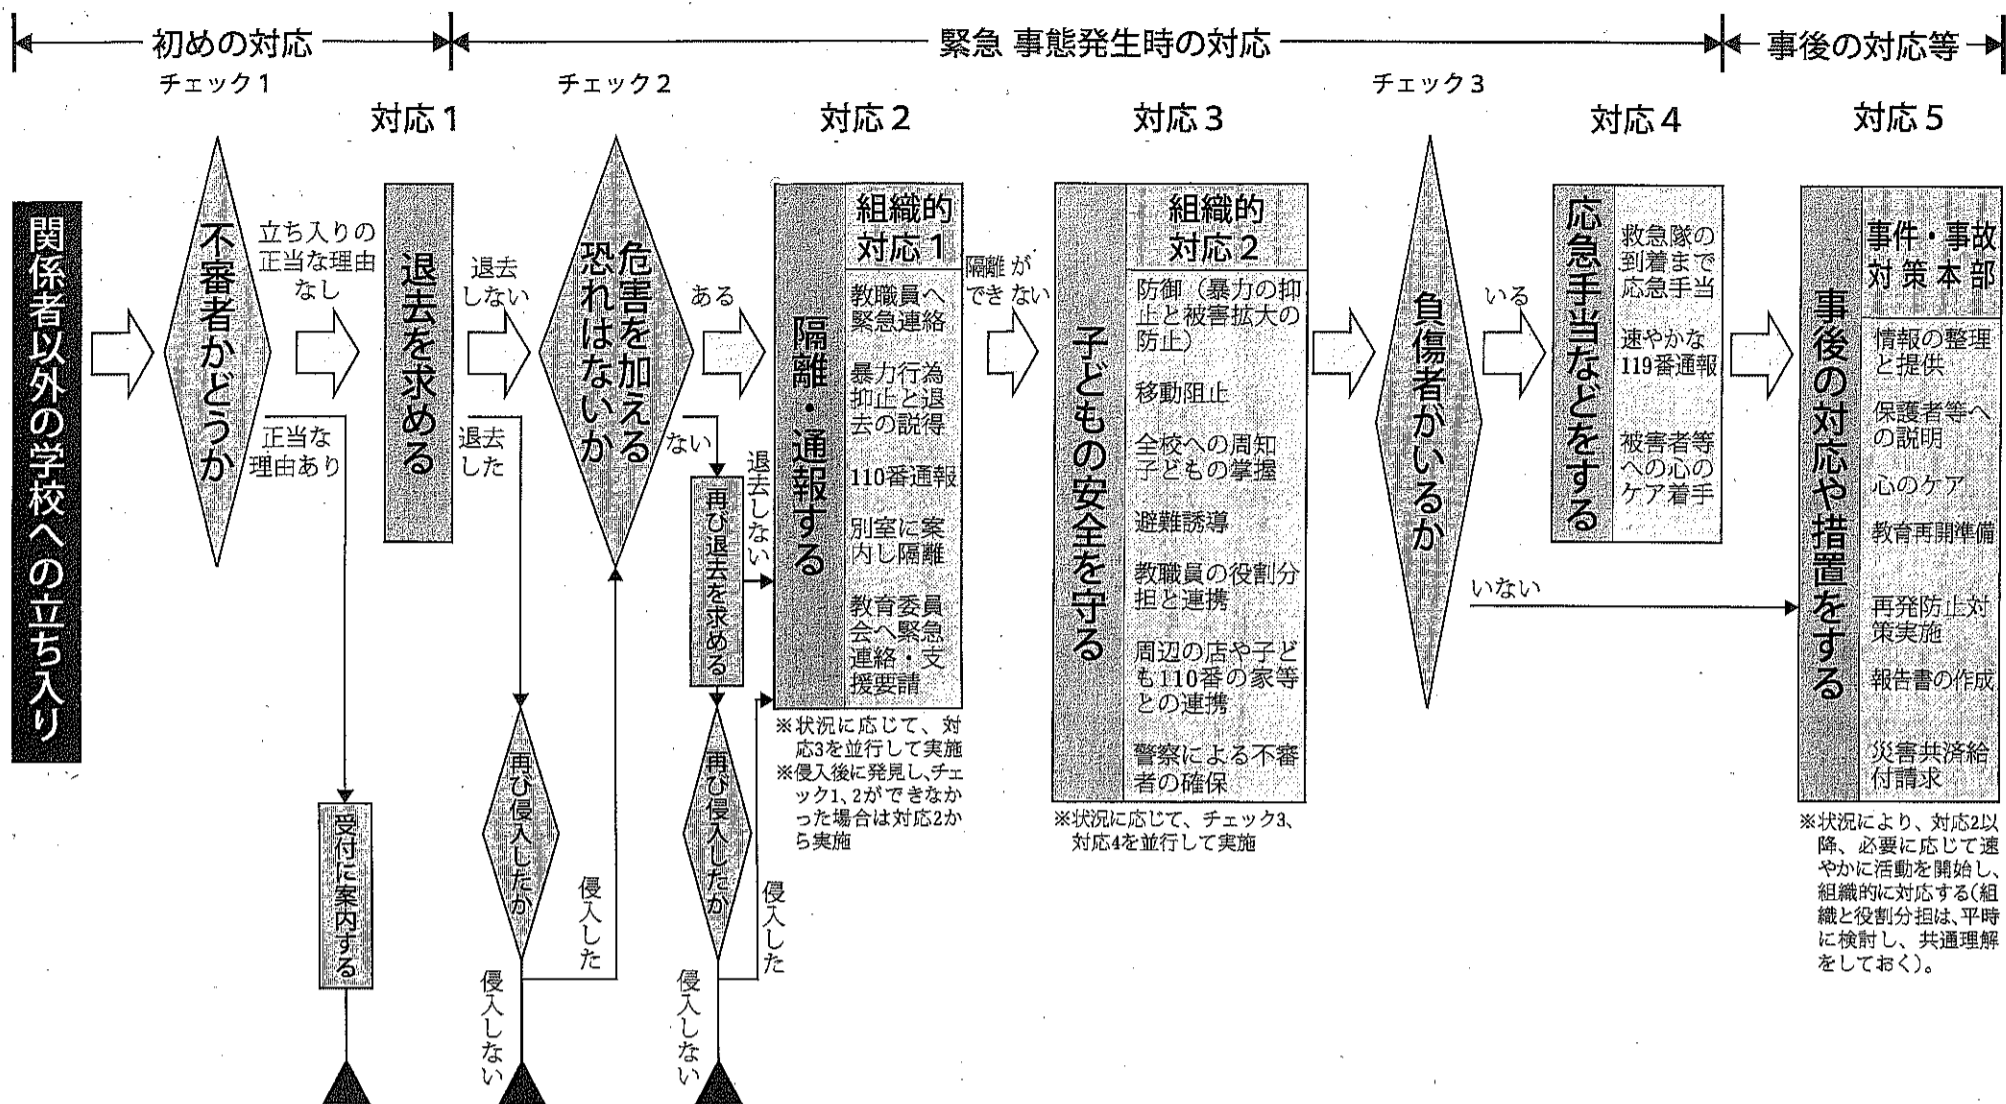 初めの対応
緊急 事態発生時の対応
事後の対応等
チェック1
チェック2
チェック3
対応1
対応2
対応3
対応4
対応5
関係者以外の学校への立ち入り
不審者かどうか
立ち入りの
正当な理由
なし
正当な
理由あり
受付に案内する
退去を求める
退去
しない
退去
した
再び侵入したか
侵入した
侵入しない
危害を加える
恐れはないか
ある
ない
再び退去を求める
退去しない
再び侵入したか
侵入した
侵入しない
隔離・通報する
組織的
対応1
教職員へ
緊急連絡
暴力行為
抑止と退
去の説得
110番通報
別室に案
内し隔離
教育委員
会へ緊急
連絡・支
援要請
※状況に応じて、対
応3を並行して実施
※侵入後に発見し、チェ
ック1、2ができなか
った場合は対応2か
ら実施
隔離が
できない
子どもの安全を守る
組織的
対応2
防御（暴力の抑
止と被害拡大の
防止）
移動阻止
全校への周知
子どもの掌握
避難誘導
教職員の役割分
担と連携
周辺の店や子ど
も110番の家等
との連携
警察による不審
者の確保
※状況に応じて、チェック3、
対応4を並行して実施
負傷者がいるか
いる
いない
応急手当などをする
救急隊の
到着まで
応急手当
速やかな
119番通報
被害者等
への心の
ケア着手
事後の対応や措置をする
事件・事故
対策本部
情報の整理
と提供
保護者等へ
の説明
心のケア
教育再開準備
再発防止対
策実施
報告書の作成
災害共済給
付請求
※状況により、対応2以
降、必要に応じて速
やかに活動を開始し、
組織的に対応する(組
織と役割分担は、平時
に検討し、共通理解
をしておく)。